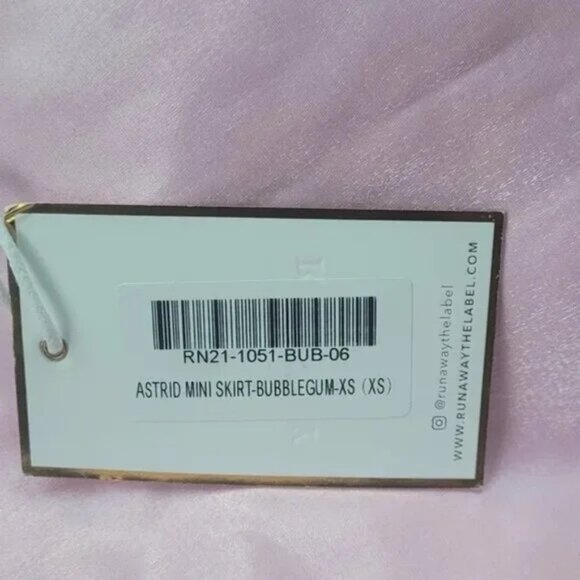 RN21-1051-BUB-06
ASTRID MINI SKIRT-BUBBLEGUM-XS (XS)
@runawaythelabel
WWW.RUNAWAYTHELABEL.COM